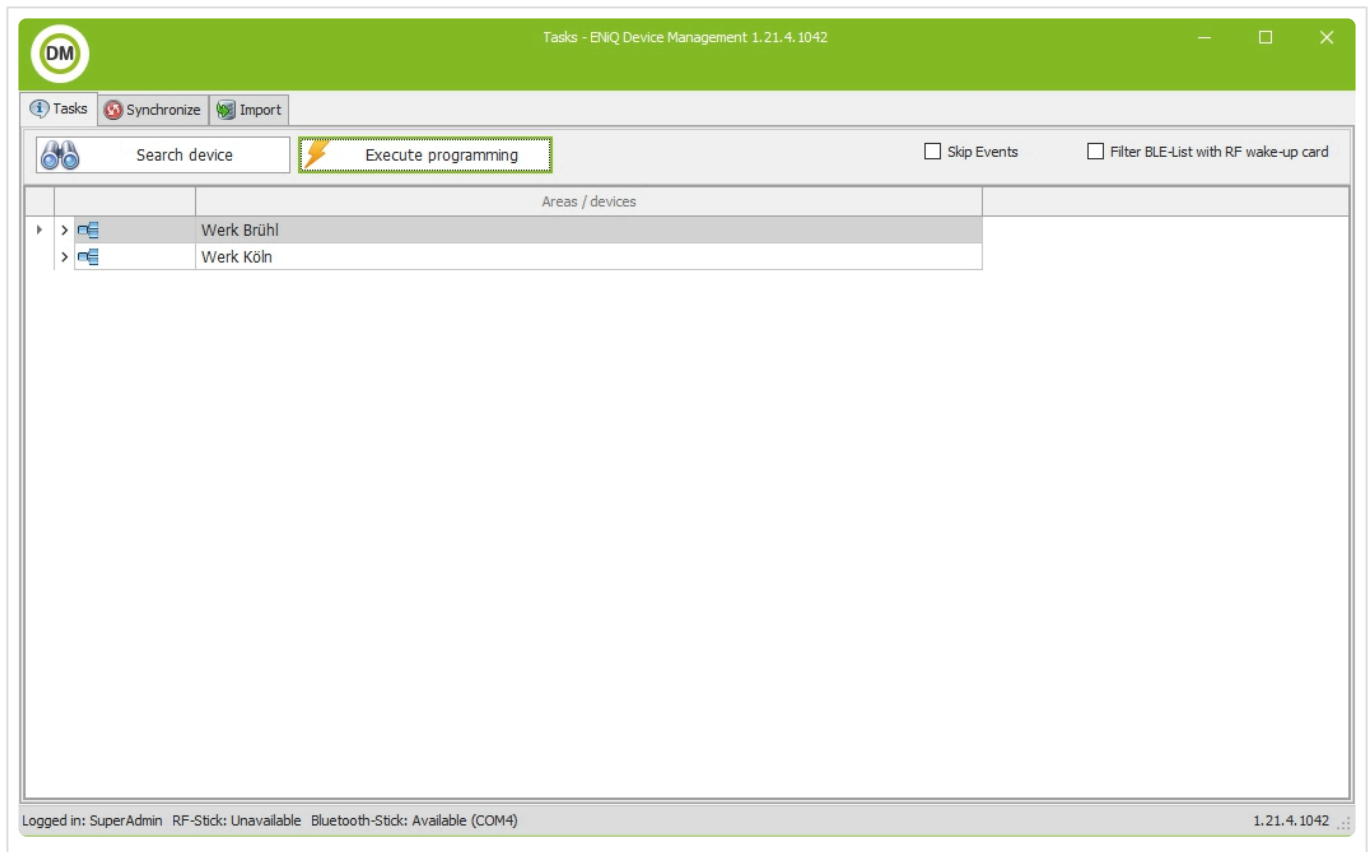 DM
Tasks - ENiQ Device Management 1.21.4.1042
Tasks Synchronize Import
Search device Execute programming Skip Events Filter BLE-List with RF wake-up card
Areas / devices
Werk Brühl
Werk Köln
Logged in: SuperAdmin RF-Stick: Unavailable Bluetooth-Stick: Available (COM4) 1.21.4.1042